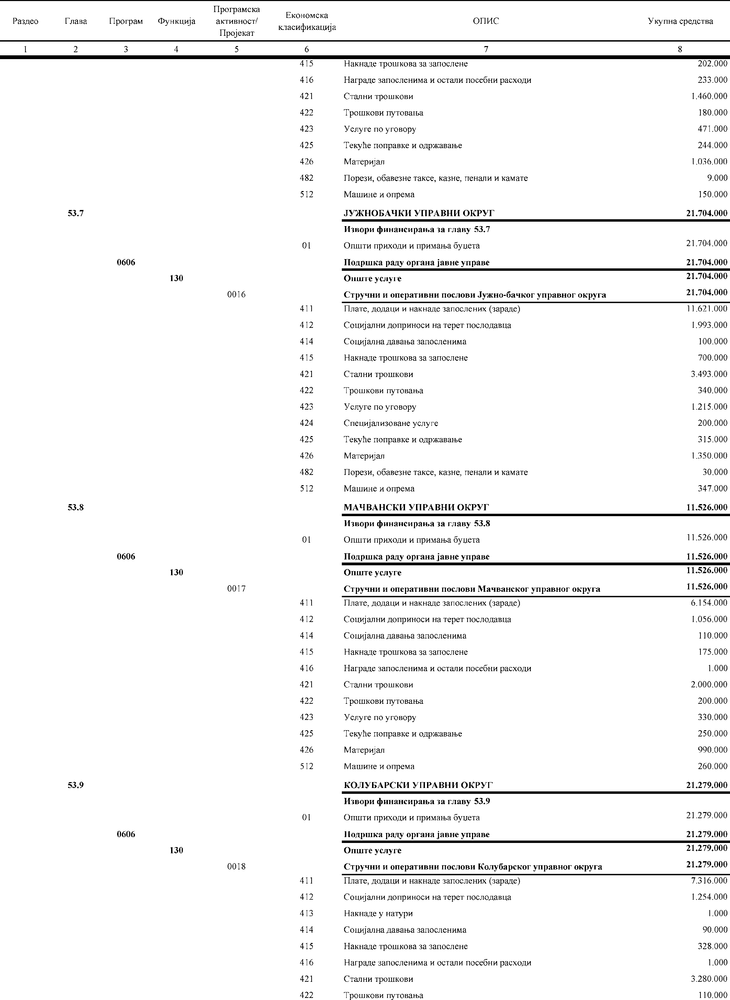 Раздео Глава Програм Функција Програмска активност/ Пројекат Економска класификација ОПИС Укупна средства
1 2 3 4 5 6 7 8
415 Накнаде трошкова за запослене 202.000
416 Награде запосленима и остали посебни расходи 233.000
421 Стални трошкови 1.460.000
422 Трошкови путовања 180.000
423 Услуге по уговору 471.000
425 Текуће поправке и одржавање 244.000
426 Материјал 1.036.000
482 Порези, обавезне таксе, казне, пенали и камате 9.000
512 Машине и опрема 150.000
53.7 ЈУЖНОБАЧКИ УПРАВНИ ОКРУГ 21.704.000
Извори финансирања за главу 53.7
01 Општи приходи и примања буџета 21.704.000
0606 Подршка раду органа јавне управе 21.704.000
130 Опште услуге 21.704.000
0016 Стручни и оперативни послови Јужно-бачког управног округа 21.704.000
411 Плате, додаци и накнаде запослених (зараде) 11.621.000
412 Социјални доприноси на терет послодавца 1.993.000
414 Социјална давања запосленима 100.000
415 Накнаде трошкова за запослене 700.000
421 Стални трошкови 3.493.000
422 Трошкови путовања 340.000
423 Услуге по уговору 1.215.000
424 Специјализоване услуге 200.000
425 Текуће поправке и одржавање 315.000
426 Материјал 1.350.000
482 Порези, обавезне таксе, казне, пенали и камате 30.000
512 Машине и опрема 347.000
53.8 МАЧВАНСКИ УПРАВНИ ОКРУГ 11.526.000
Извори финансирања за главу 53.8
01 Општи приходи и примања буџета 11.526.000
0606 Подршка раду органа јавне управе 11.526.000
130 Опште услуге 11.526.000
0017 Стручни и оперативни послови Мачванског управног округа 11.526.000
411 Плате, додаци и накнаде запослених (зараде) 6.154.000
412 Социјални доприноси на терет послодавца 1.056.000
414 Социјална давања запосленима 110.000
415 Накнаде трошкова за запослене 175.000
416 Награде запосленима и остали посебни расходи 1.000
421 Стални трошкови 2.000.000
422 Трошкови путовања 200.000
423 Услуге по уговору 330.000
425 Текуће поправке и одржавање 250.000
426 Материјал 990.000
512 Машине и опрема 260.000
53.9 КОЛУБАРСКИ УПРАВНИ ОКРУГ 21.279.000
Извори финансирања за главу 53.9
01 Општи приходи и примања буџета 21.279.000
0606 Подршка раду органа јавне управе 21.279.000
130 Опште услуге 21.279.000
0018 Стручни и оперативни послови Колубарског управног округа 21.279.000
411 Плате, додаци и накнаде запослених (зараде) 7.316.000
412 Социјални доприноси на терет послодавца 1.254.000
413 Накнаде у натури 1.000
414 Социјална давања запосленима 90.000
415 Накнаде трошкова за запослене 328.000
416 Награде запосленима и остали посебни расходи 1.000
421 Стални трошкови 3.280.000
422 Трошкови путовања 110.000